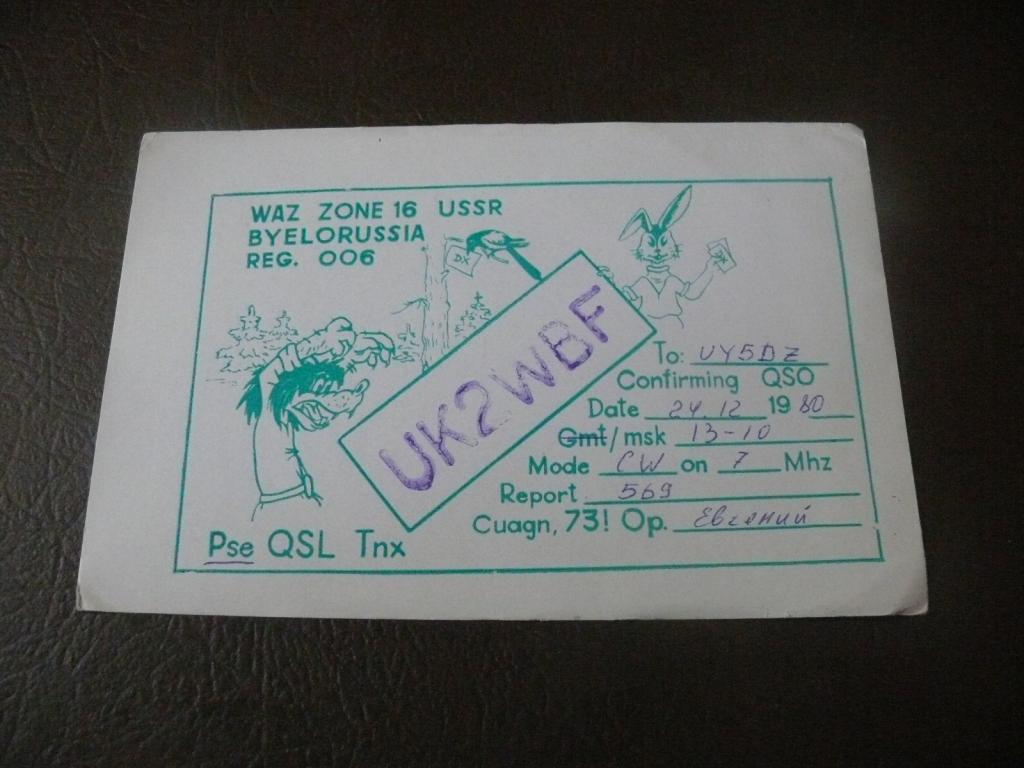 WAZ ZONE 16 USSR
BYELORUSSIA
REG. 006
DX
UK2WBF
To: UY5DZ
Confirming QSO
Date 24.12 1980
Gmt/msk 13-10
Mode CW on 7 Mhz
Report 569
Cuagn, 73! Op. Евгений
Pse QSL Tnx